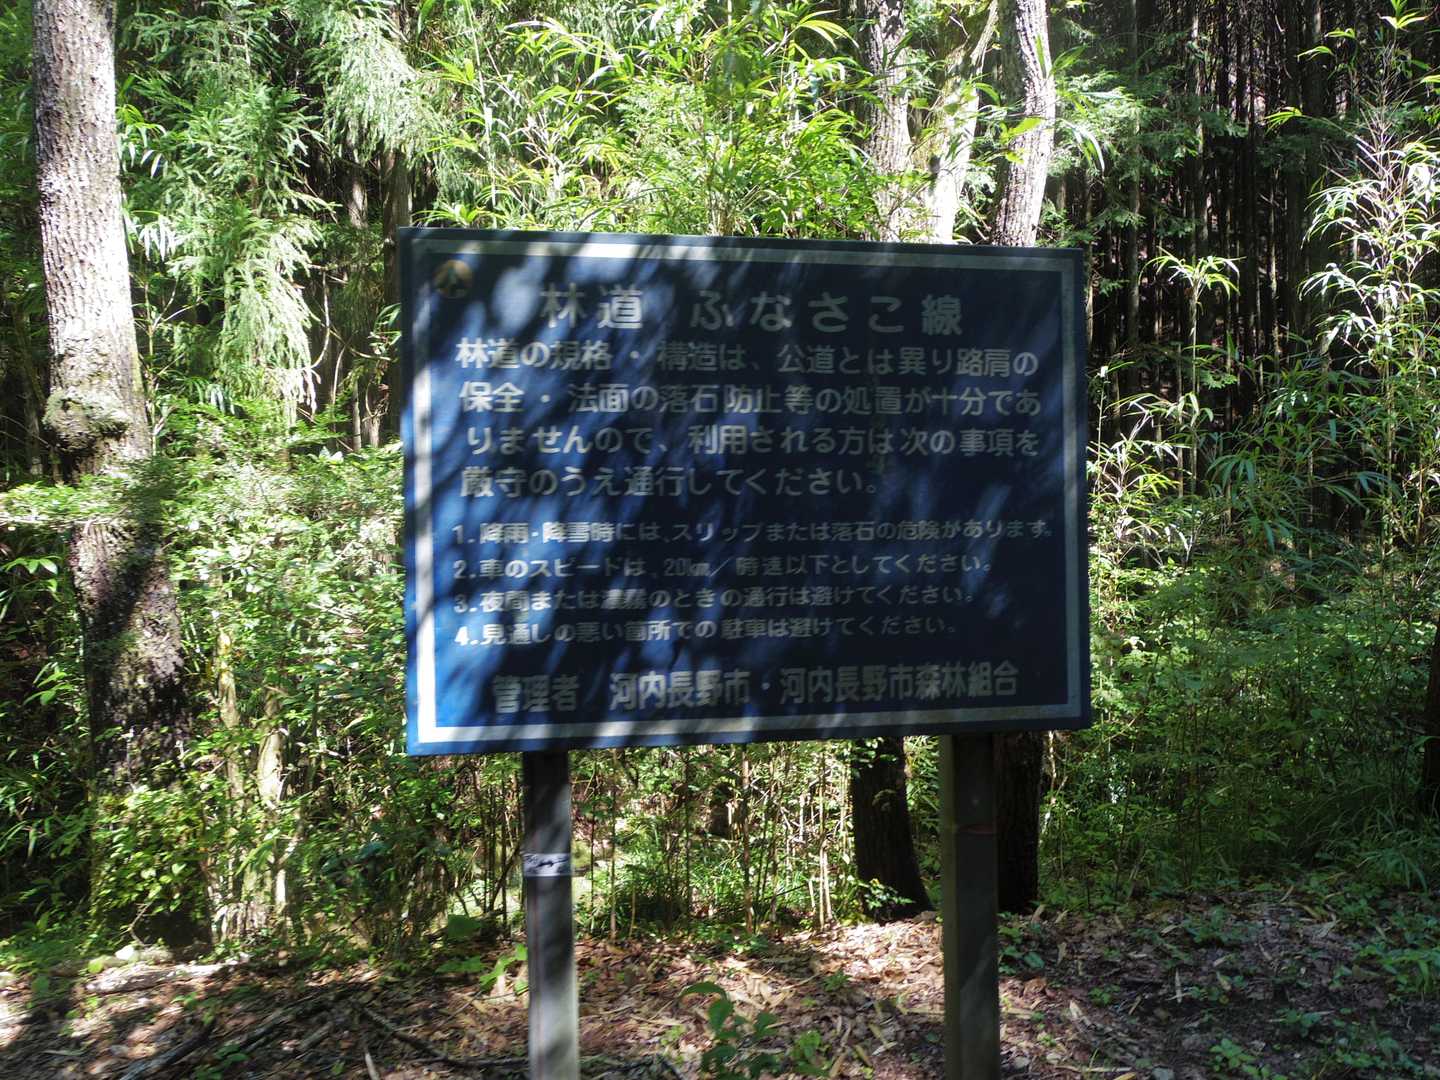 林道 ふなさこ線
林道の規格・構造は、公道とは異り路肩の
保全・法面の落石防止等の処置が十分であ
りませんので、利用される方は次の事項を
厳守のうえ通行してください。
1.降雨・降雪時には、スリップまたは落石の危険があります。
2.車のスピードは、20km/時速以下としてください。
3.夜間または濃霧のときの通行は避けてください。
4.見通しの悪い箇所での駐車は避けてください。
管理者 河内長野市・河内長野市森林組合